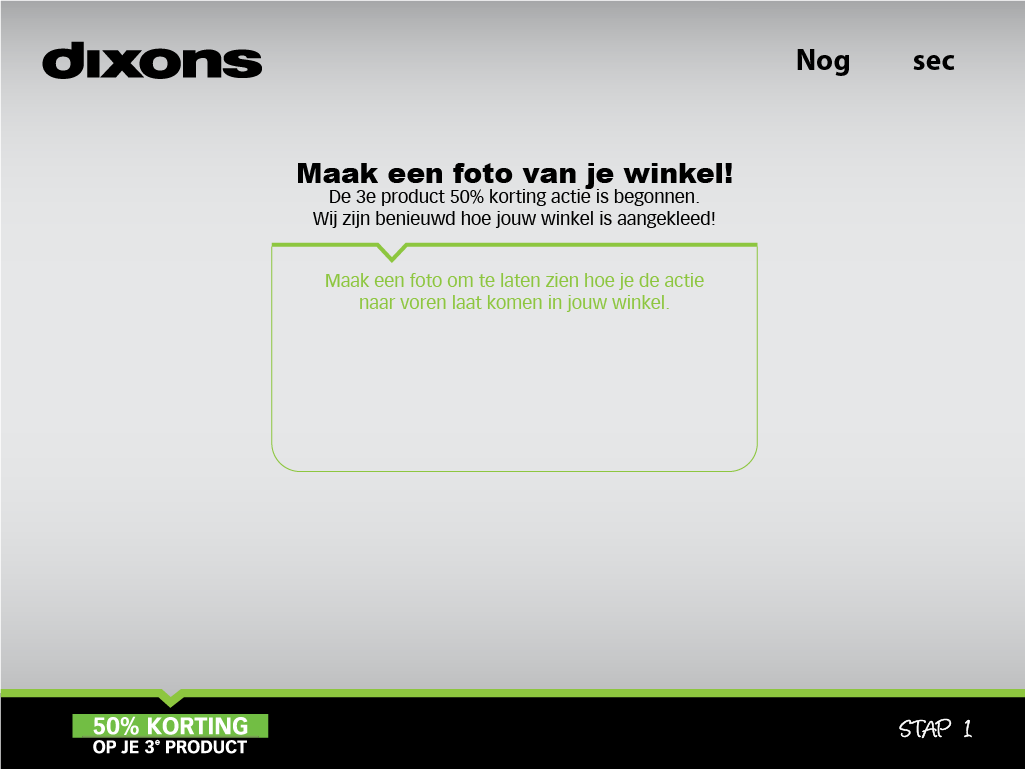 dixons
Nog sec
Maak een foto van je winkel!
De 3e product 50% korting actie is begonnen.
Wij zijn benieuwd hoe jouw winkel is aangekleed!
Maak een foto om te laten zien hoe je de actie
naar voren laat komen in jouw winkel.
50% KORTING
OP JE 3e PRODUCT
STAP 1